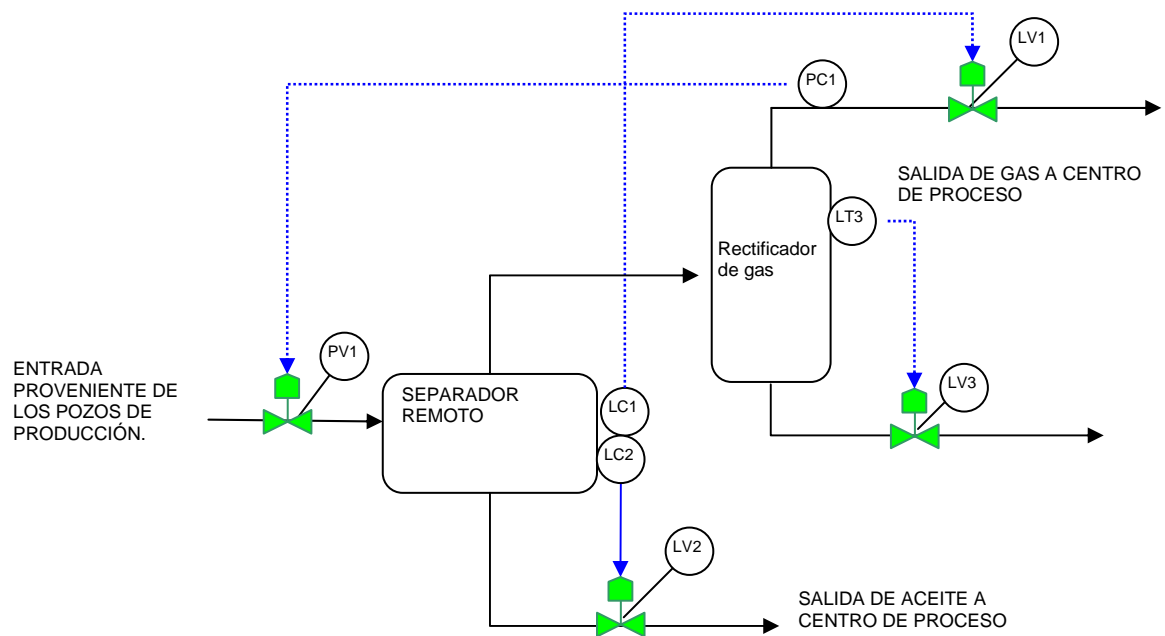 LV1
PC1
SALIDA DE GAS A CENTRO
DE PROCESO
LT3
Rectificador
de gas
PV1
ENTRADA
PROVENIENTE DE
LOS POZOS DE
PRODUCCIÓN.
SEPARADOR
REMOTO
LC1
LC2
LV3
LV2
SALIDA DE ACEITE A
CENTRO DE PROCESO